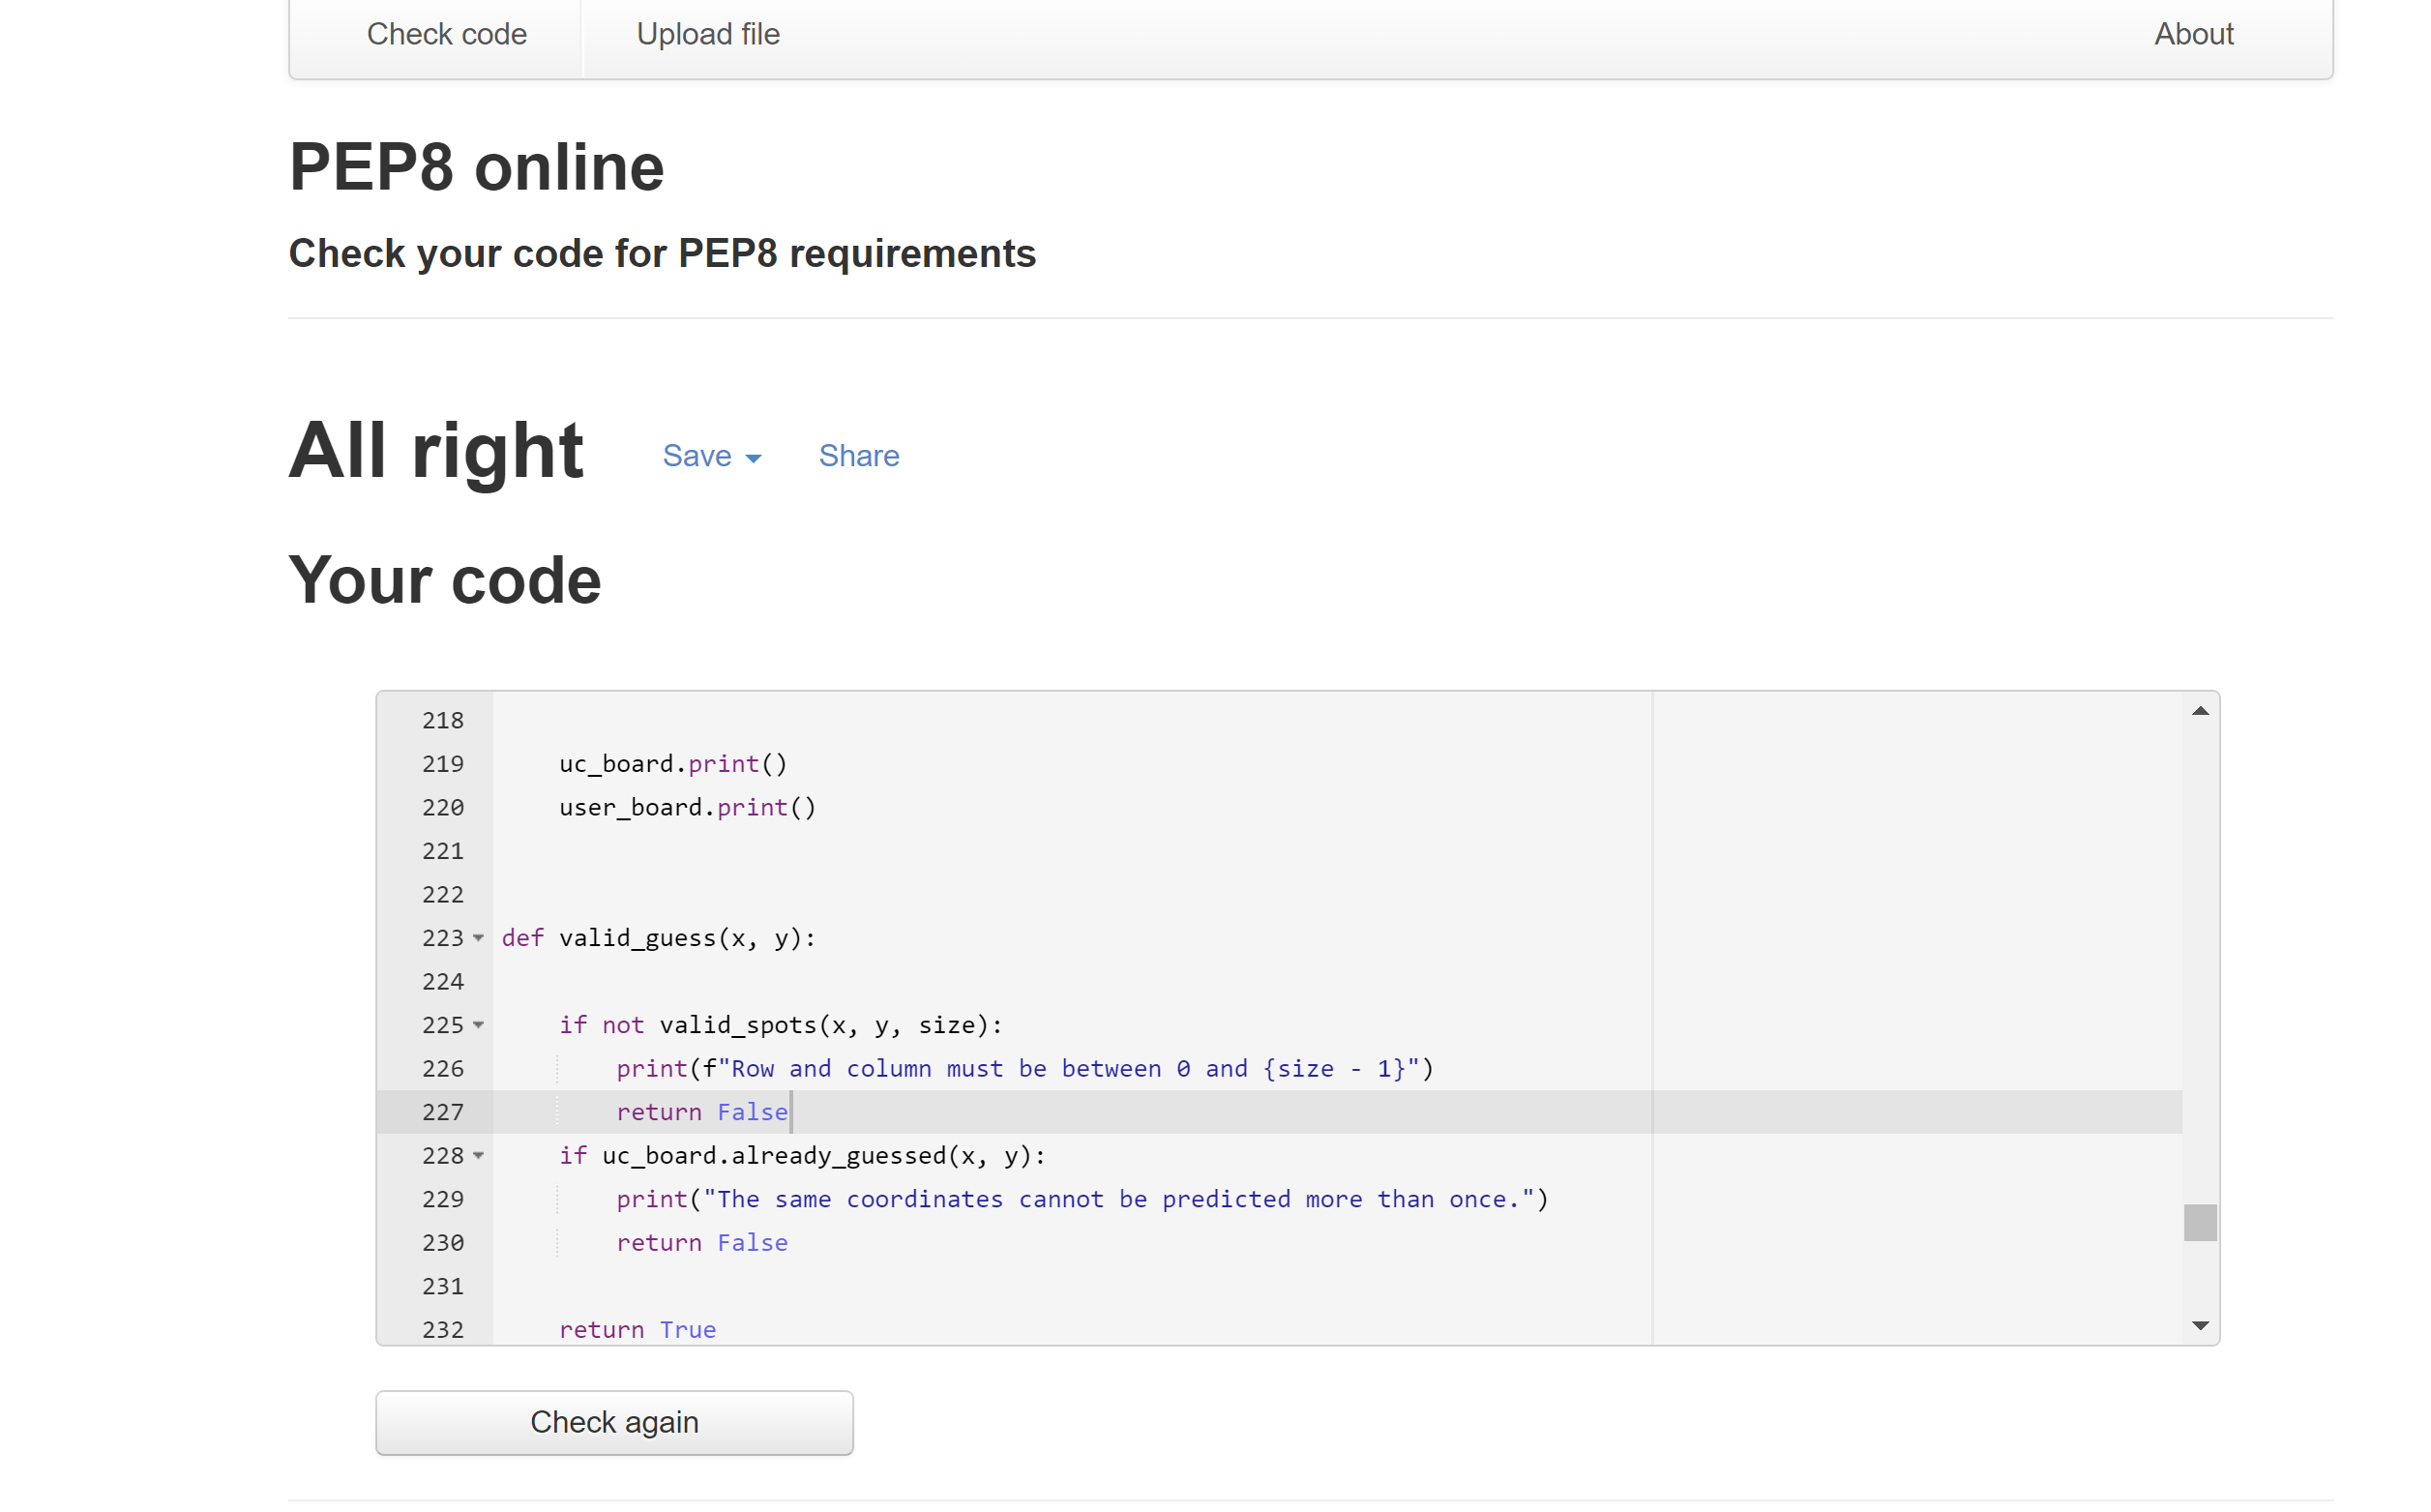 Check code Upload file About
PEP8 online
Check your code for PEP8 requirements
All right Save Share
Your code
218
219     uc_board.print()
220     user_board.print()
221
222
223 def valid_guess(x, y):
224
225     if not valid_spots(x, y, size):
226         print(f"Row and column must be between 0 and {size - 1}")
227         return False
228     if uc_board.already_guessed(x, y):
229         print("The same coordinates cannot be predicted more than once.")
230         return False
231
232     return True
Check again